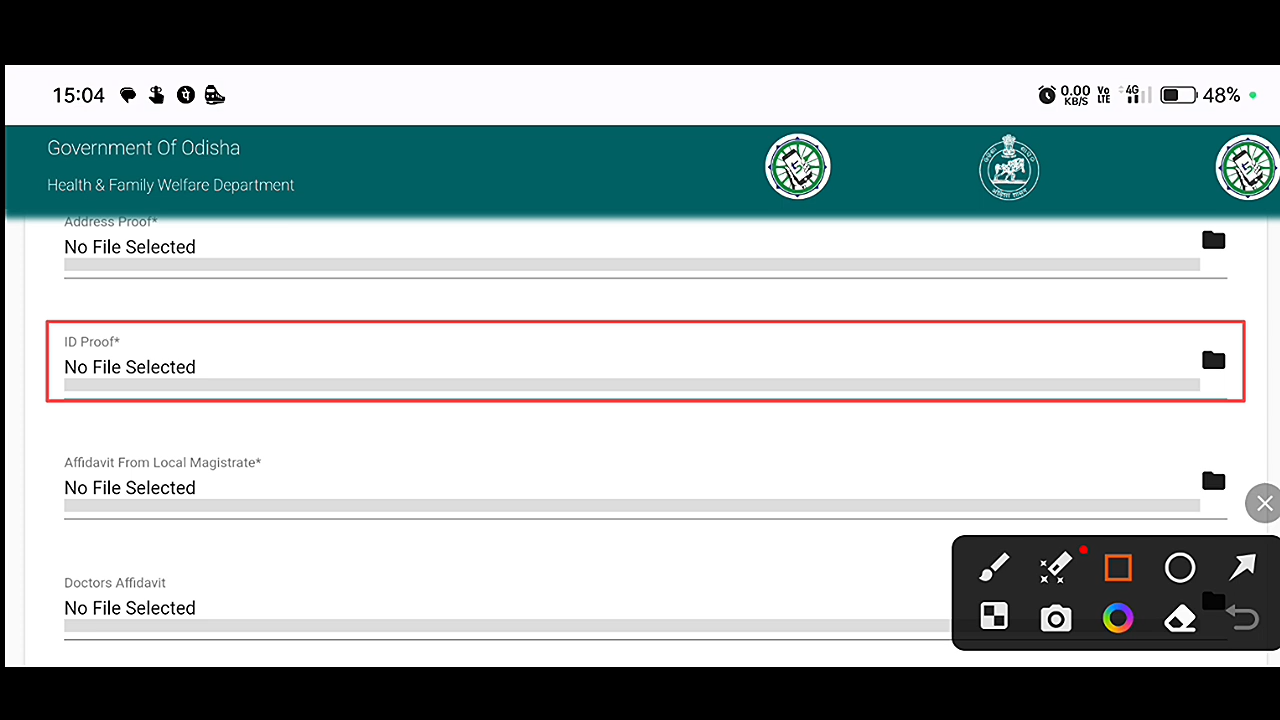 15:04
0.00
KB/S
Vo
LTE
4G
48%
Government Of Odisha
Health & Family Welfare Department
Address Proof*
No File Selected
ID Proof*
No File Selected
Affidavit From Local Magistrate*
No File Selected
Doctors Affidavit
No File Selected